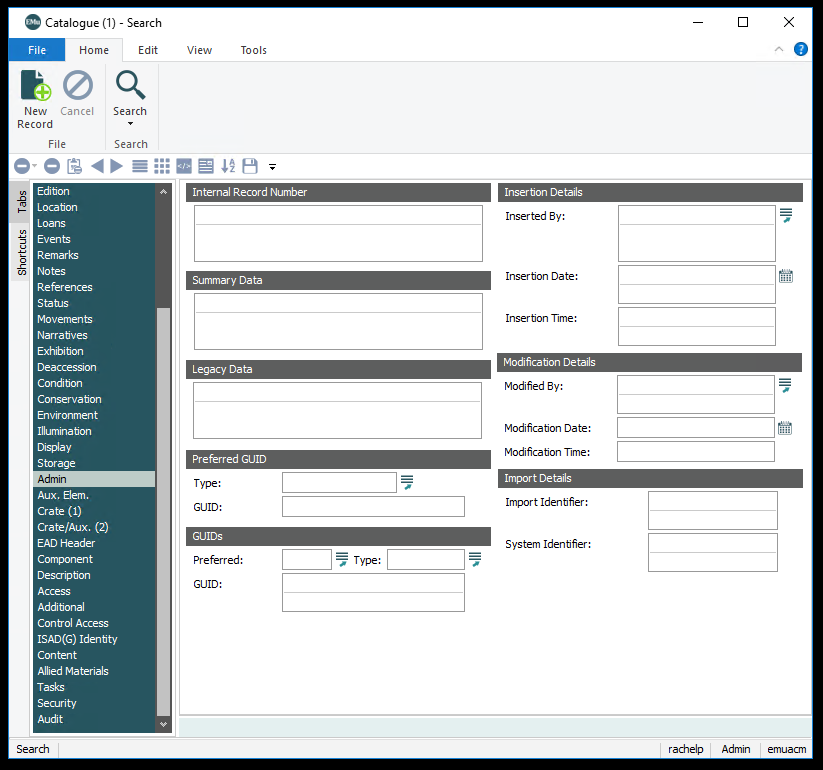 EMu Catalogue (1) - Search
File Home Edit View Tools
?
New Record
Cancel
Search
File
Search
Tabs
Shortcuts
Edition
Location
Loans
Events
Remarks
Notes
References
Status
Movements
Narratives
Exhibition
Deaccession
Condition
Conservation
Environment
Illumination
Display
Storage
Admin
Aux. Elem.
Crate (1)
Crate/Aux. (2)
EAD Header
Component
Description
Access
Additional
Control Access
ISAD(G) Identity
Content
Allied Materials
Tasks
Security
Audit
Internal Record Number
Summary Data
Legacy Data
Preferred GUID
Type:
GUID:
GUIDs
Preferred: Type:
GUID:
Insertion Details
Inserted By:
Insertion Date:
Insertion Time:
Modification Details
Modified By:
Modification Date:
Modification Time:
Import Details
Import Identifier:
System Identifier:
Search rachelp Admin emuacm